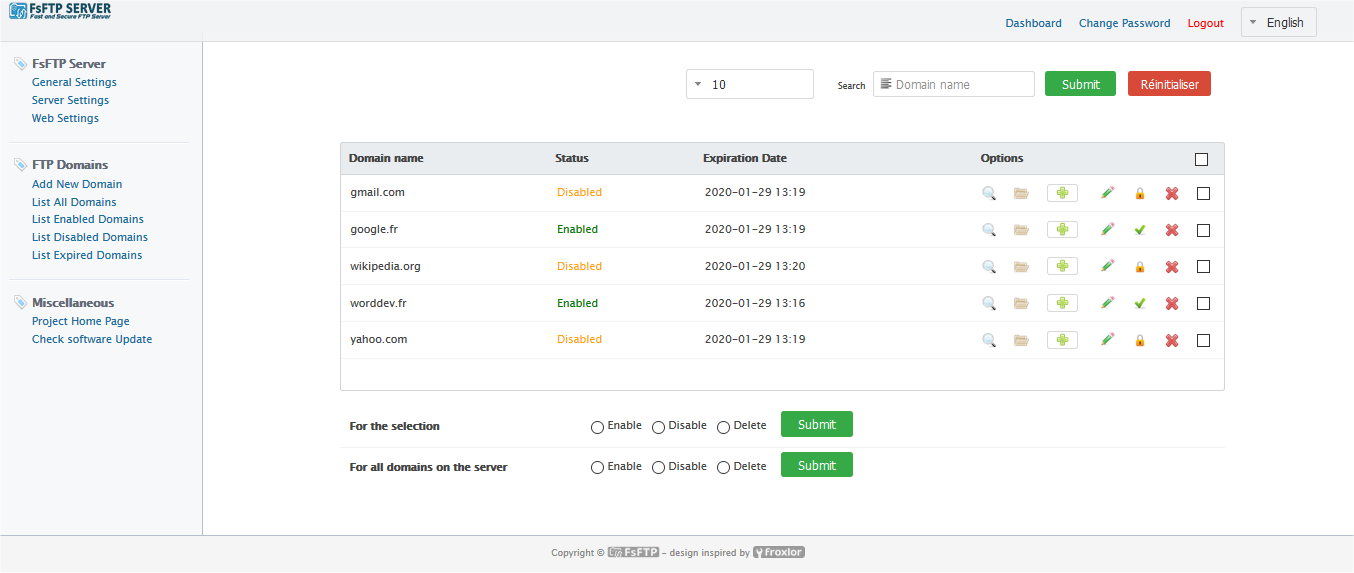 FsFTP SERVER
Fast and Secure FTP Server
Dashboard Change Password Logout English
FsFTP Server
General Settings
Server Settings
Web Settings
FTP Domains
Add New Domain
List All Domains
List Enabled Domains
List Disabled Domains
List Expired Domains
Miscellaneous
Project Home Page
Check software Update
10 Search Domain name Submit Réinitialiser
Domain name Status Expiration Date Options
gmail.com Disabled 2020-01-29 13:19
google.fr Enabled 2020-01-29 13:19
wikipedia.org Disabled 2020-01-29 13:20
worddev.fr Enabled 2020-01-29 13:16
yahoo.com Disabled 2020-01-29 13:19
For the selection Enable Disable Delete Submit
For all domains on the server Enable Disable Delete Submit
Copyright © FsFTP - design inspired by froxlor